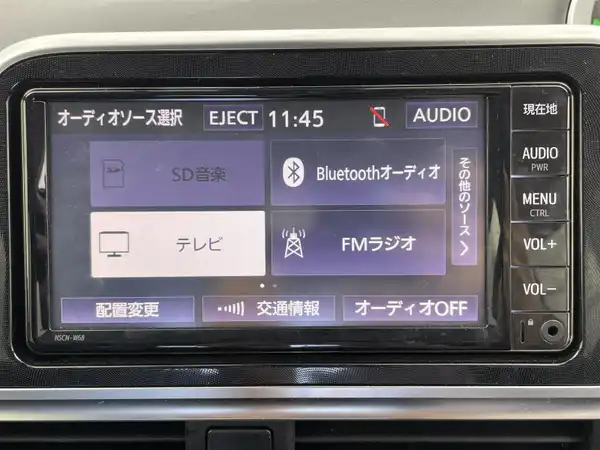 オーディオソース選択 EJECT 11:45 AUDIO
SD音楽
Bluetoothオーディオ
テレビ
FMラジオ
その他のソース
配置変更
交通情報
オーディオOFF
現在地
AUDIO
PWR
MENU
CTRL
VOL+
VOL-
NSCN-W68